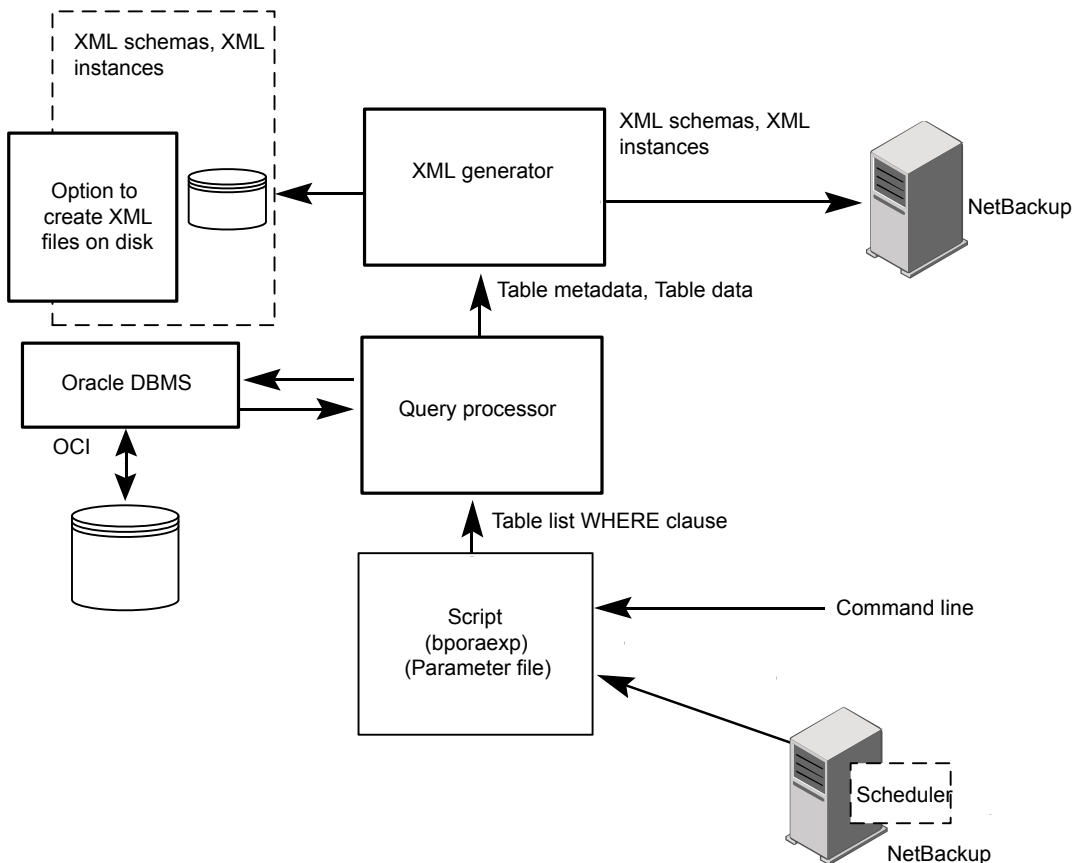 XML schemas, XML
instances
Option to
create XML
files on disk
XML generator
XML schemas, XML
instances
NetBackup
Table metadata, Table data
Oracle DBMS
Query processor
OCI
Table list WHERE clause
Script
(bporaexp)
(Parameter file)
Command line
Scheduler
NetBackup